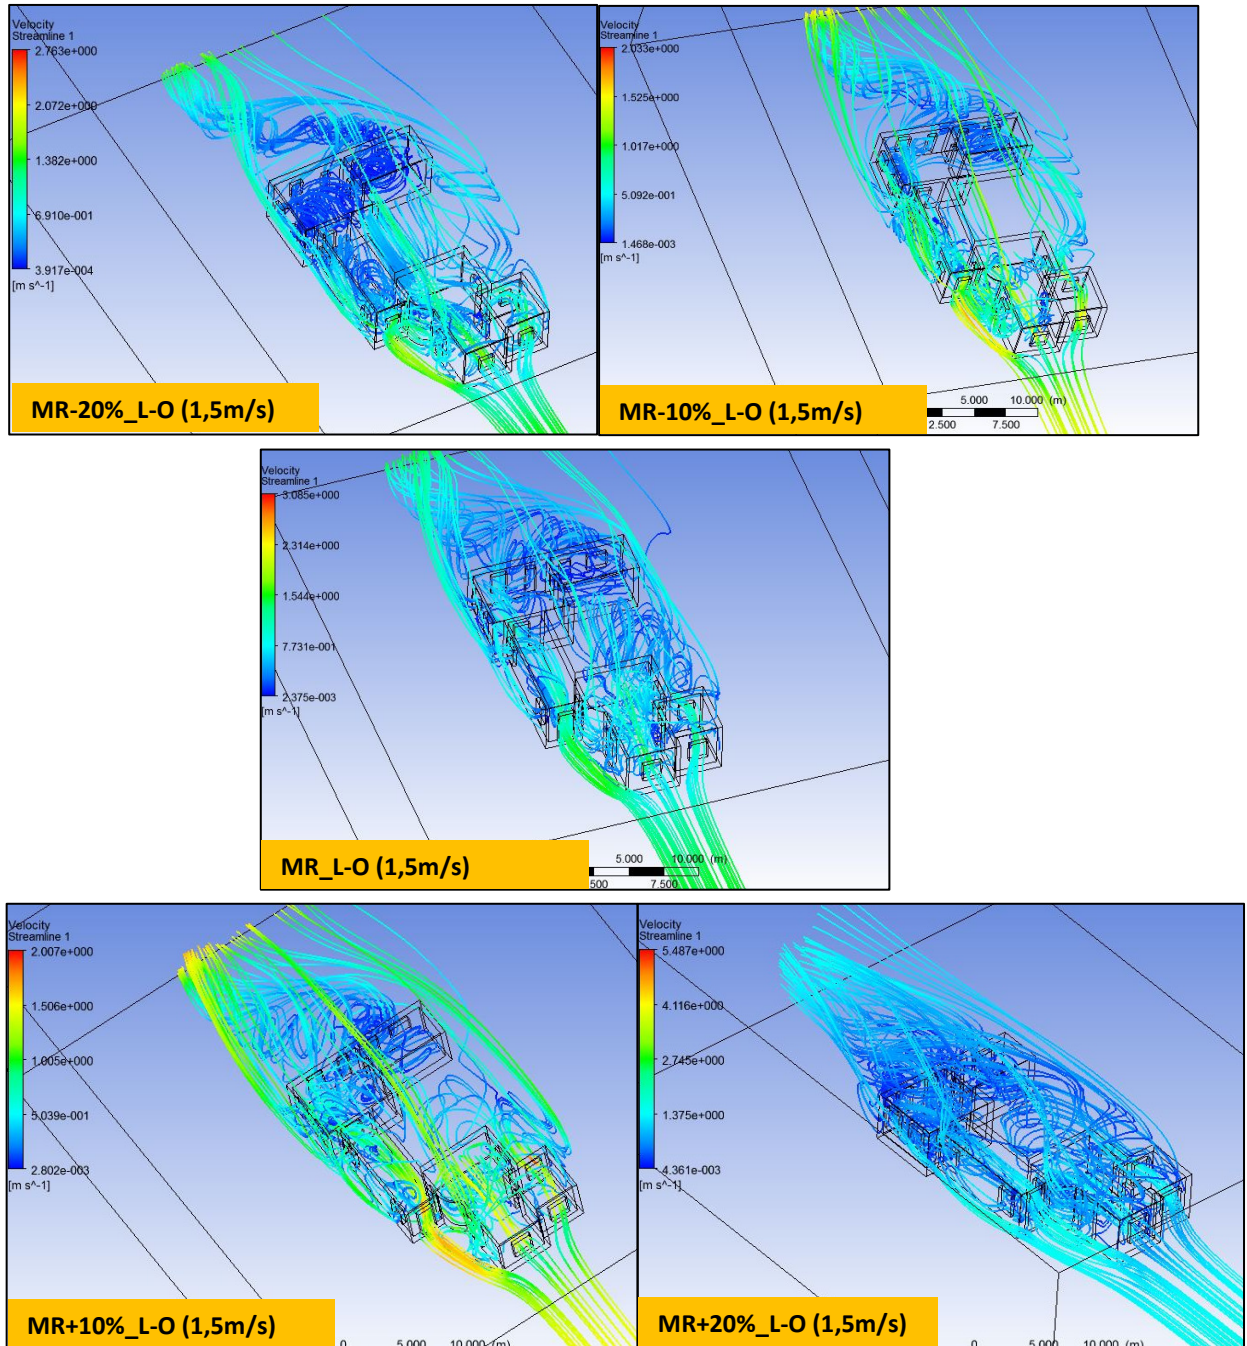 Velocity
Streamline 1
2.763e+000
2.072e+000
1.382e+000
6.910e-001
3.917e-004
[m s^-1]
MR-20%_L-O (1,5m/s)
Velocity
Streamline 1
2.033e+000
1.525e+000
1.017e+000
5.092e-001
1.468e-003
[m s^-1]
5.000 10.000 (m)
2.500 7.500
MR-10%_L-O (1,5m/s)
Velocity
Streamline 1
3.085e+000
2.314e+000
1.544e+000
7.731e-001
2.375e-003
[m s^-1]
5.000 10.000 (m)
500 7.500
MR_L-O (1,5m/s)
Velocity
Streamline 1
2.007e+000
1.506e+000
1.005e+000
5.039e-001
2.802e-003
[m s^-1]
0 5.000 10.000 (m)
MR+10%_L-O (1,5m/s)
Velocity
Streamline 1
5.487e+000
4.116e+000
2.745e+000
1.375e+000
4.361e-003
[m s^-1]
0 5.000 10.000 (m)
MR+20%_L-O (1,5m/s)